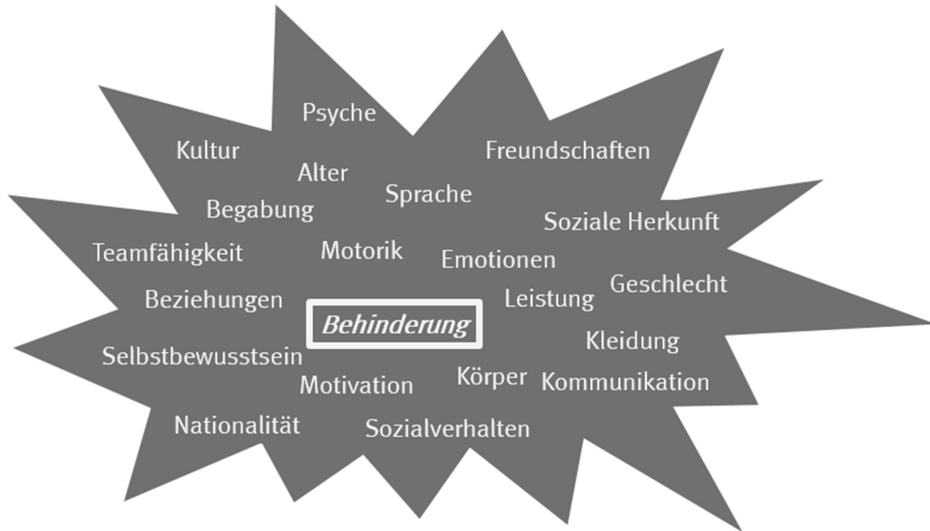 Psyche
Kultur
Freundschaften
Alter
Sprache
Begabung
Soziale Herkunft
Teamfähigkeit
Motorik
Emotionen
Geschlecht
Beziehungen
Leistung
Behinderung
Kleidung
Selbstbewusstsein
Motivation
Körper
Kommunikation
Nationalität
Sozialverhalten